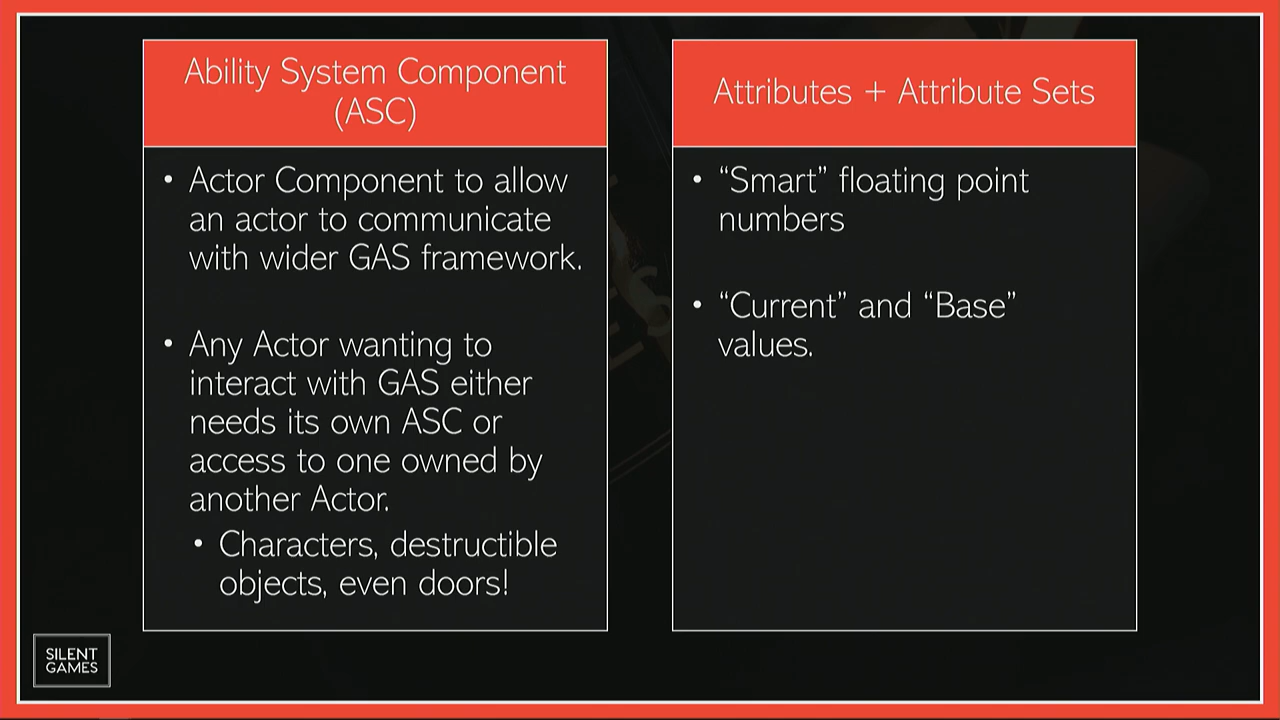 Ability System Component
(ASC)
• Actor Component to allow
an actor to communicate
with wider GAS framework.
• Any Actor wanting to
interact with GAS either
needs its own ASC or
access to one owned by
another Actor.
• Characters, destructible
objects, even doors!
Attributes + Attribute Sets
• “Smart” floating point
numbers
• “Current” and “Base”
values.
SILENT
GAMES